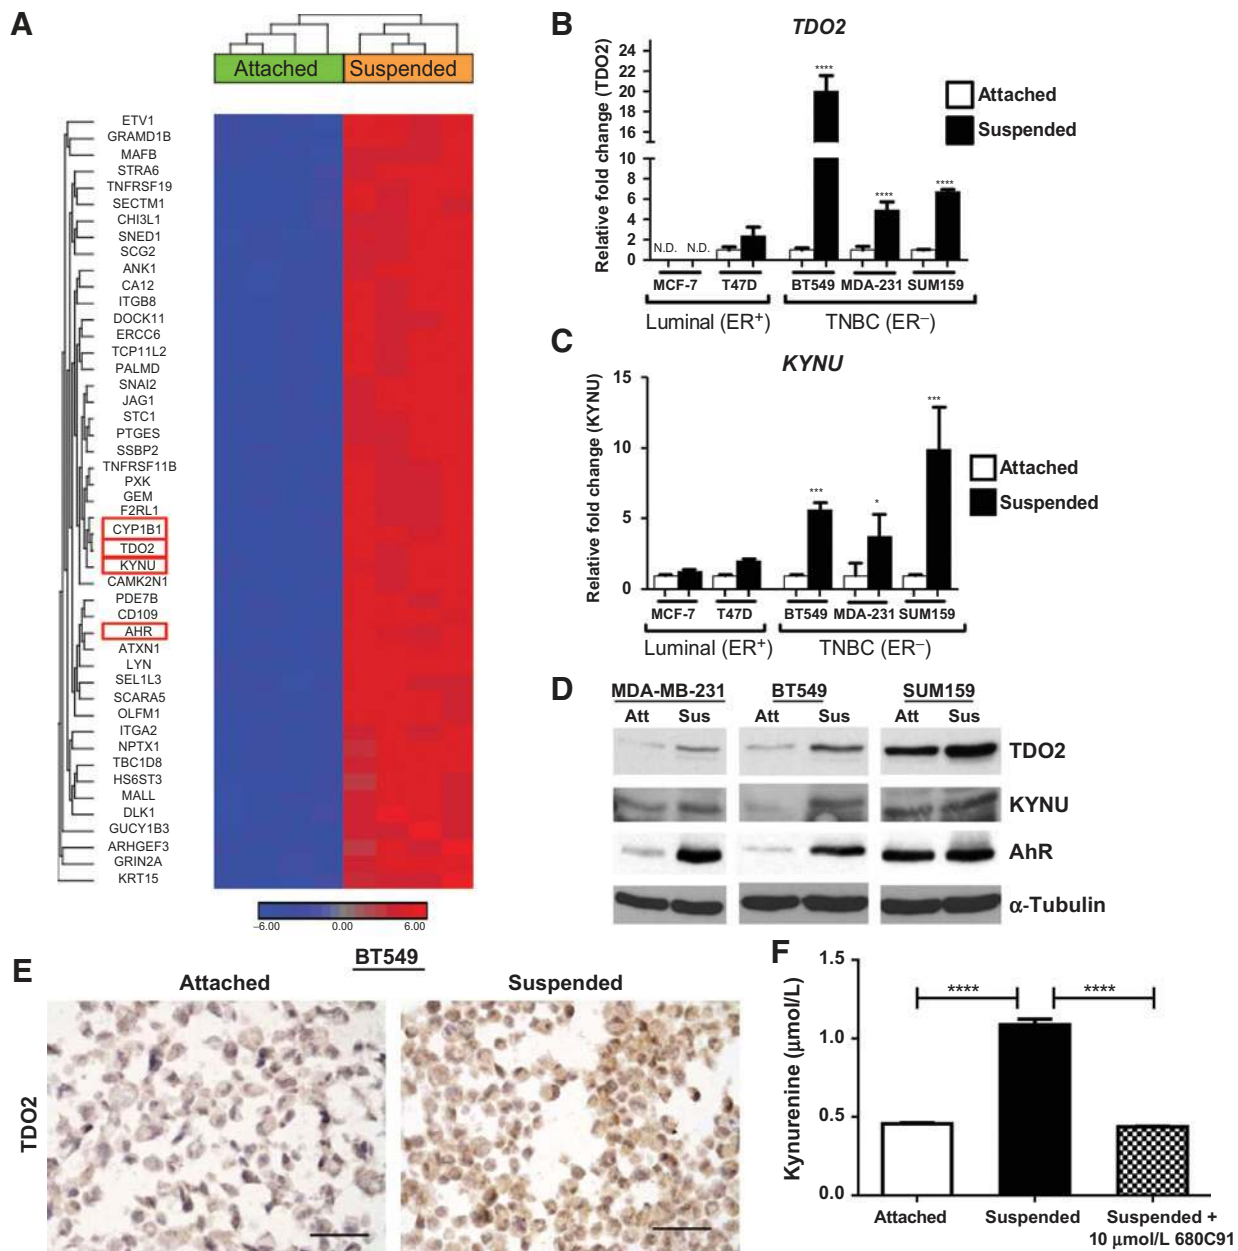 A
Attached Suspended
ETV1
GRAMD1B
MAFB
STRA6
TNFRSF19
SECTM1
CHI3L1
SNED1
SCG2
ANK1
CA12
ITGB8
DOCK11
ERCC6
TCP11L2
PALMD
SNAI2
JAG1
STC1
PTGES
SSBP2
TNFRSF11B
PXK
GEM
F2RL1
CYP1B1
TDO2
KYNU
CAMK2N1
PDE7B
CD109
AHR
ATXN1
LYN
SEL1L3
SCARA5
OLFM1
ITGA2
NPTX1
TBC1D8
HS6ST3
MALL
DLK1
GUCY1B3
ARHGEF3
GRIN2A
KRT15
–6.00 0.00 6.00
B
TDO2
Relative fold change (TDO2)
24
22
20
18
16
10
8
6
4
2
0
N.D. N.D.
****
****
****
Attached
Suspended
MCF-7 T47D BT549 MDA-231 SUM159
Luminal (ER+) TNBC (ER–)
C
KYNU
Relative fold change (KYNU)
15
10
5
0
***
*
***
Attached
Suspended
MCF-7 T47D BT549 MDA-231 SUM159
Luminal (ER+) TNBC (ER–)
D
MDA-MB-231 BT549 SUM159
Att Sus Att Sus Att Sus
TDO2
KYNU
AhR
α-Tubulin
E
BT549
Attached Suspended
TDO2
F
Kynurenine (μmol/L)
1.5
1.0
0.5
0.0
**** ****
Attached Suspended Suspended +
10 μmol/L 680C91